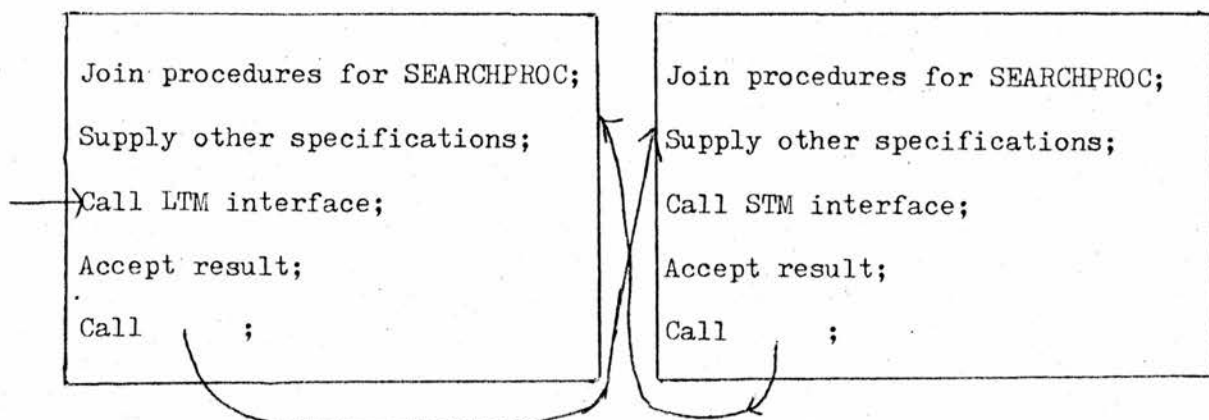 Join procedures for SEARCHPROC;
Supply other specifications;
Call LTM interface;
Accept result;
Call ;
Join procedures for SEARCHPROC;
Supply other specifications;
Call STM interface;
Accept result;
Call ;